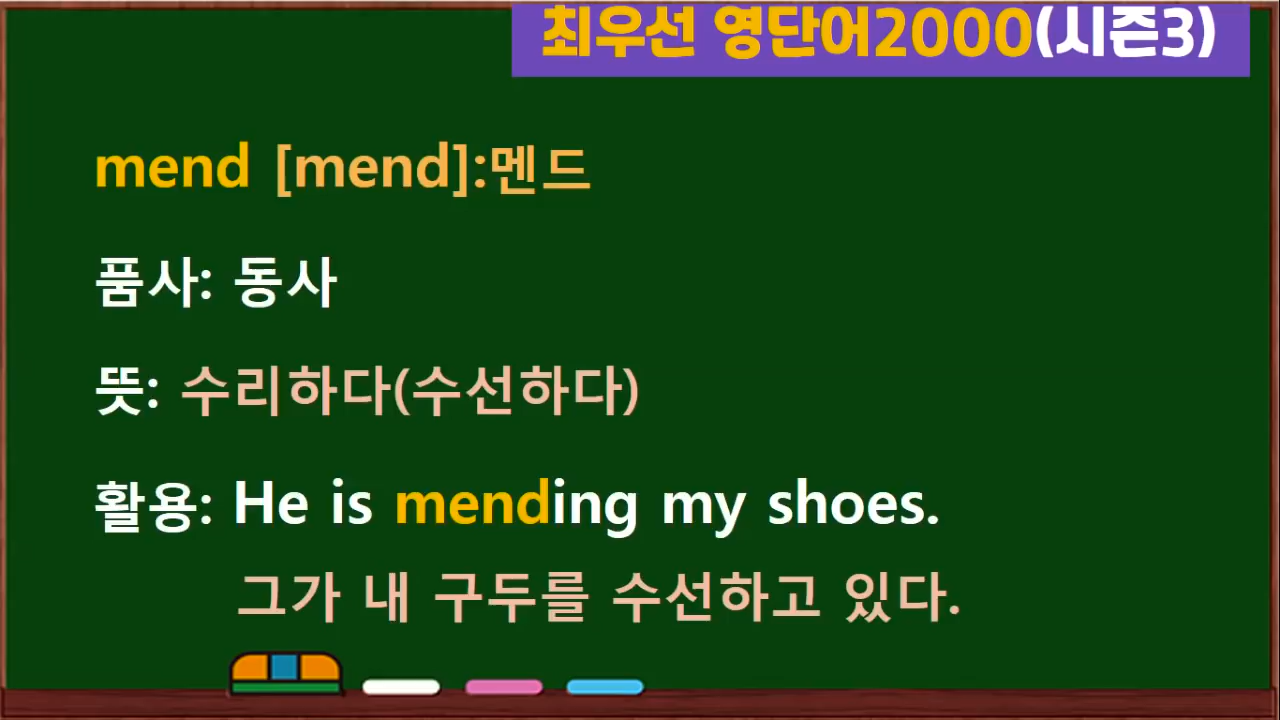 최우선 영단어2000(시즌3)
mend [mend]:멘드
품사: 동사
뜻: 수리하다(수선하다)
활용: He is mending my shoes.
그가 내 구두를 수선하고 있다.